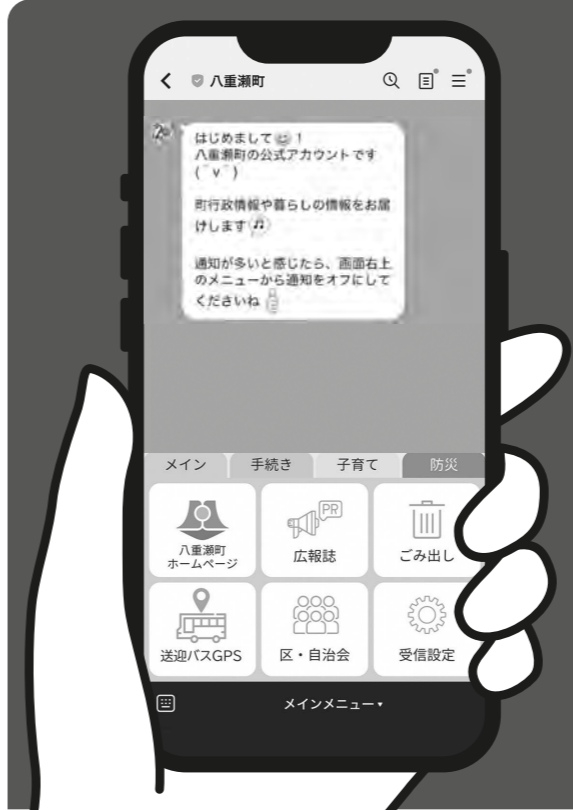 八重瀬町
はじめまして！
八重瀬町の公式アカウントです
(￣v￣)
町行政情報や暮らしの情報をお届
けします
通知が多いと感じたら、画面右上
のメニューから通知をオフにして
くださいね
メイン 手続き 子育て 防災
PR
八重瀬町
ホームページ
広報誌
ごみ出し
送迎バスGPS
区・自治会
受信設定
メインメニュー▾